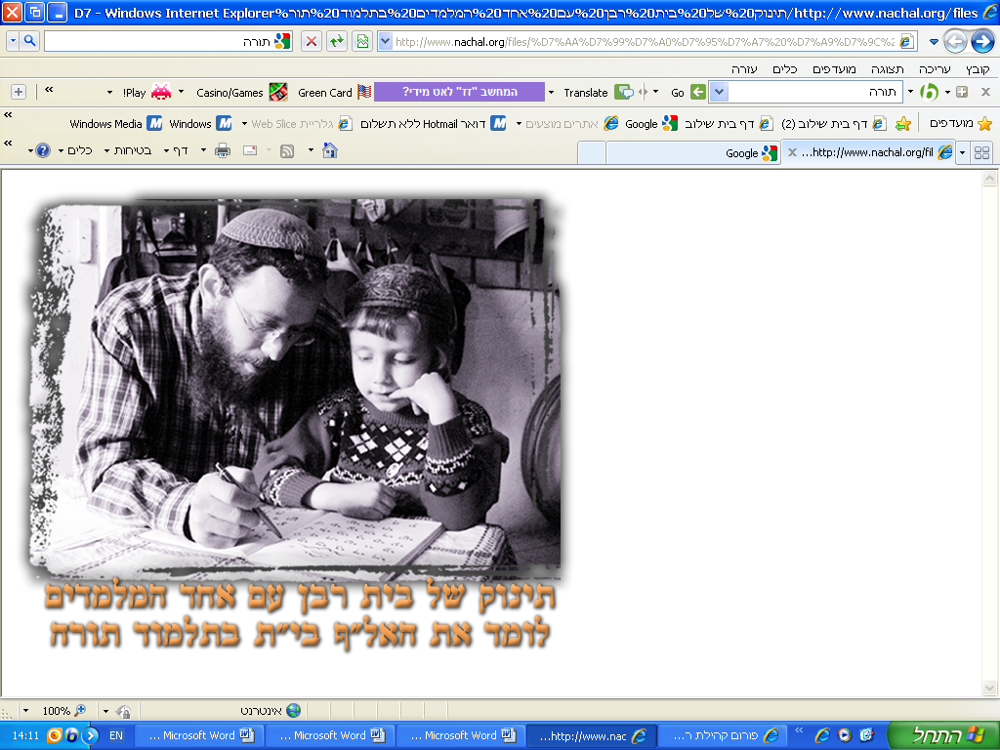 D7 - Windows Internet Explorer%תינוק%20של%20בית%20רבן%20עם%20אחד%20המלמדים%20בתלמוד%20תור/http://www.nachal.org/files
http://www.nachal.org/files/%D7%AA%D7%99%D7%A0%D7%95%D7%A7%20%D7%A9%D7%9C%2
תורה
קובץ עריכה תצוגה מועדפים כלים עזרה
תורה
Go
Translate
המחשב "זז" לאט מידי?
Green Card
Casino/Games
Play!
מועדפים
דף בית שילוב (2)
דף בית שילוב
Google
אתרים מוצעים
דואר Hotmail ללא תשלום
גלריית Web Slice
Windows
Windows Media
http://www.nachal.org/fil...
Google
דף
בטיחות
כלים
תינוק של בית רבן עם אחד המלמדים
לומד את האל״ף בי״ת בתלמוד תורה
אינטרנט
100%
התחל
פורום קהילת ר...
http://www.nac...
Microsoft Word ...
Microsoft Word ...
Microsoft Word ...
EN
14:11